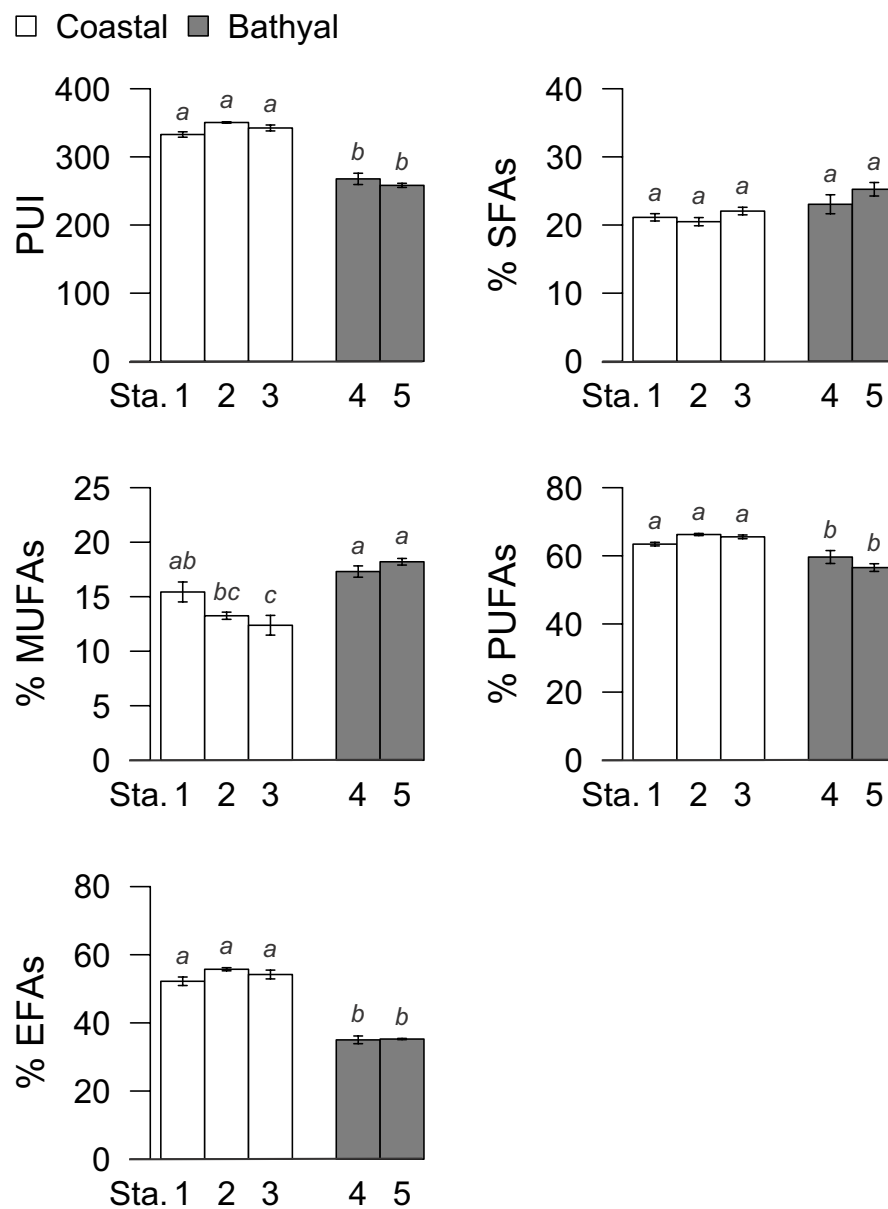 Coastal Bathyal
PUI
400
300
200
100
0
a a a b b
Sta. 1 2 3 4 5
% SFAs
40
30
20
10
0
a a a a a
Sta. 1 2 3 4 5
% MUFAs
25
20
15
10
5
0
ab bc c a a
Sta. 1 2 3 4 5
% PUFAs
80
60
40
20
0
a a a b b
Sta. 1 2 3 4 5
% EFAs
80
60
40
20
0
a a a b b
Sta. 1 2 3 4 5